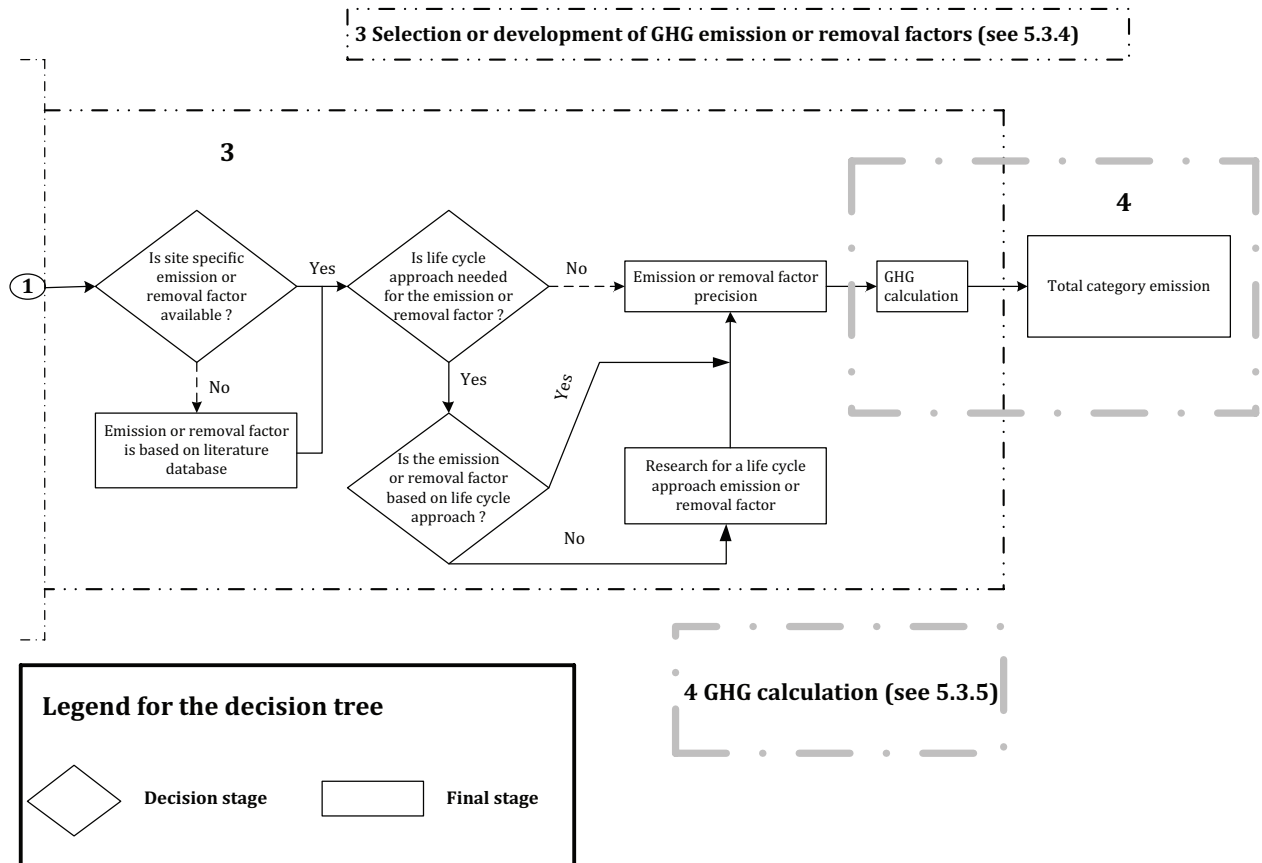 3 Selection or development of GHG emission or removal factors (see 5.3.4)
3
4
1
Is site specific
emission or
removal factor
available ?
Yes
No
Emission or removal factor
is based on literature
database
Is life cycle
approach needed
for the emission or
removal factor ?
No
Yes
Is the emission
or removal factor
based on life cycle
approach ?
Yes
No
Emission or removal factor
precision
Research for a life cycle
approach emission or
removal factor
GHG
calculation
Total category emission
4 GHG calculation (see 5.3.5)
Legend for the decision tree
Decision stage
Final stage